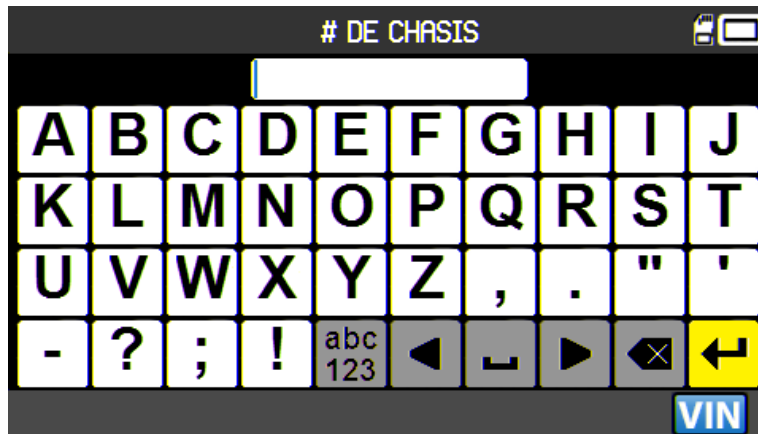 # DE CHASIS
A B C D E F G H I J
K L M N O P Q R S T
U V W X Y Z , . " '
- ? ; ! abc
123
VIN